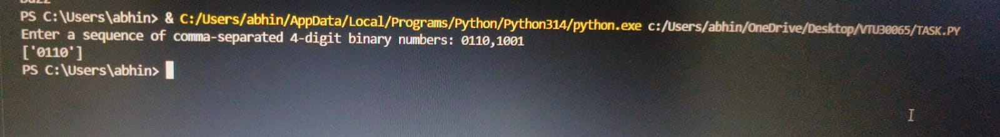 Buzz
PS C:\Users\abhin> & C:/Users/abhin/AppData/Local/Programs/Python/Python314/python.exe c:/Users/abhin/OneDrive/Desktop/VTU30065/TASK.PY
Enter a sequence of comma-separated 4-digit binary numbers: 0110,1001
['0110']
PS C:\Users\abhin>